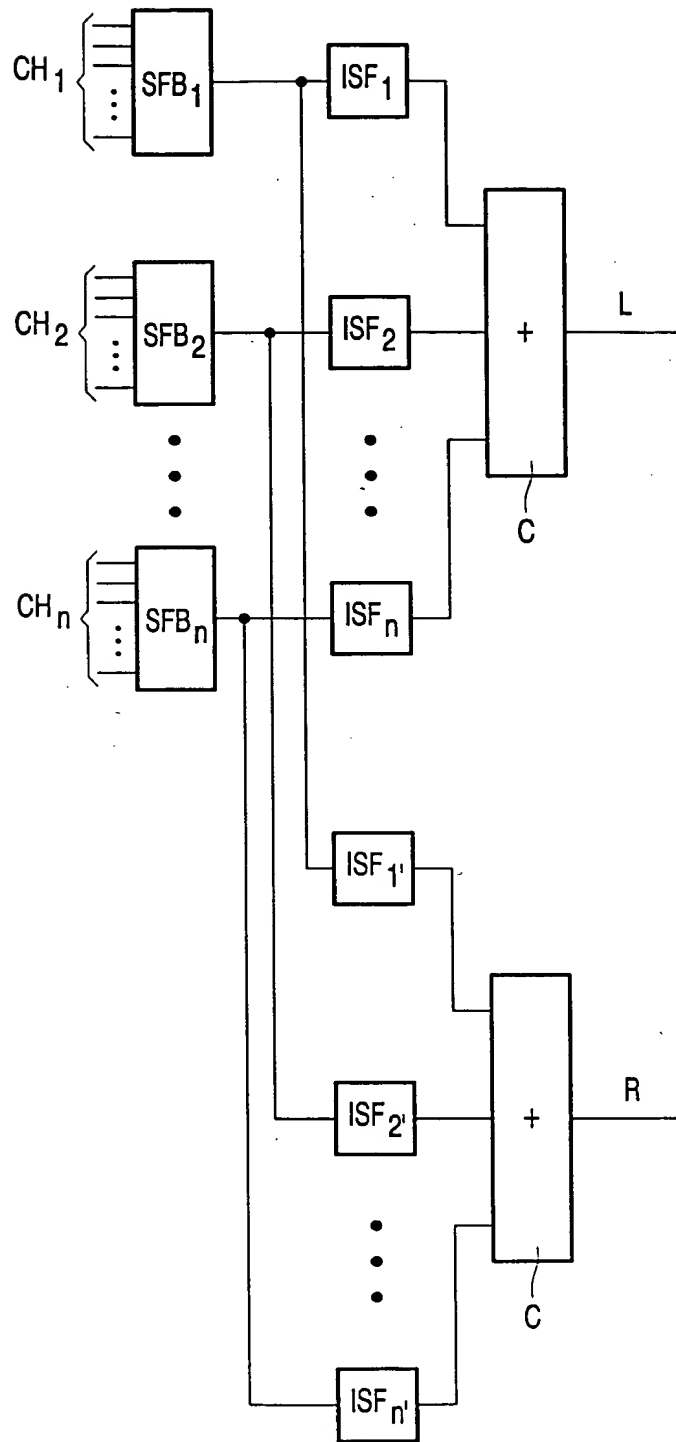 CH1 SFB1 ISF1
CH2 SFB2 ISF2 + L
C
CHn SFBn ISFn
ISF1'
ISF2' + R
C
ISFn'